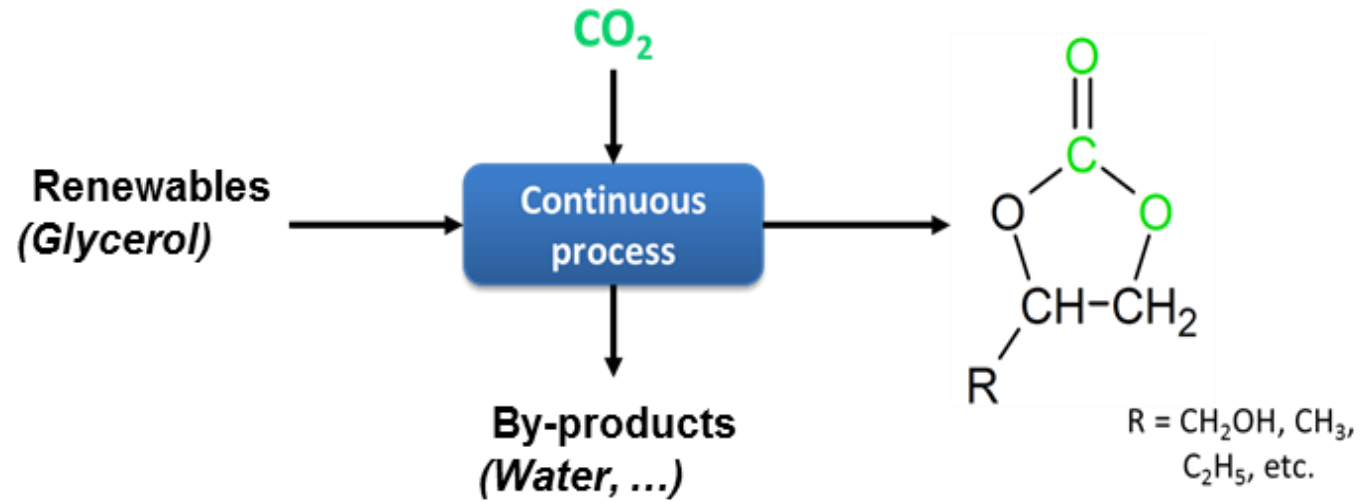 CO₂
Renewables
(Glycerol)
Continuous
process
By-products
(Water, ...)
O
C
O
O
CH-CH₂
R
R = CH₂OH, CH₃,
C₂H₅, etc.